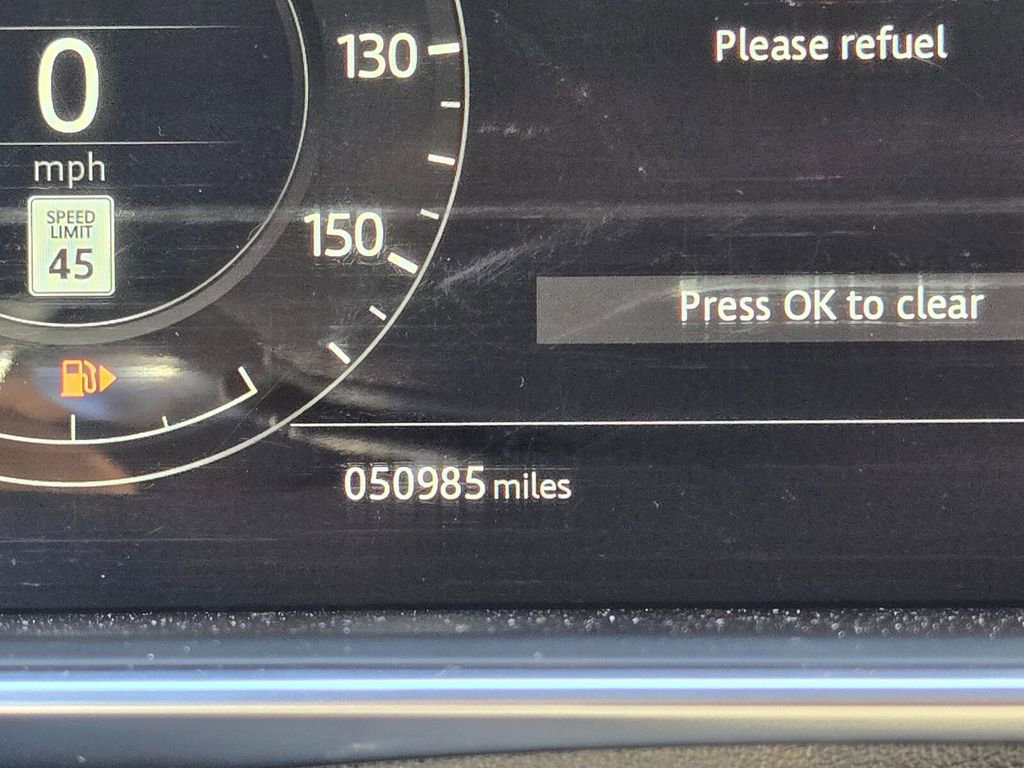 0
mph
SPEED
LIMIT
45
130
150
Please refuel
Press OK to clear
050985 miles